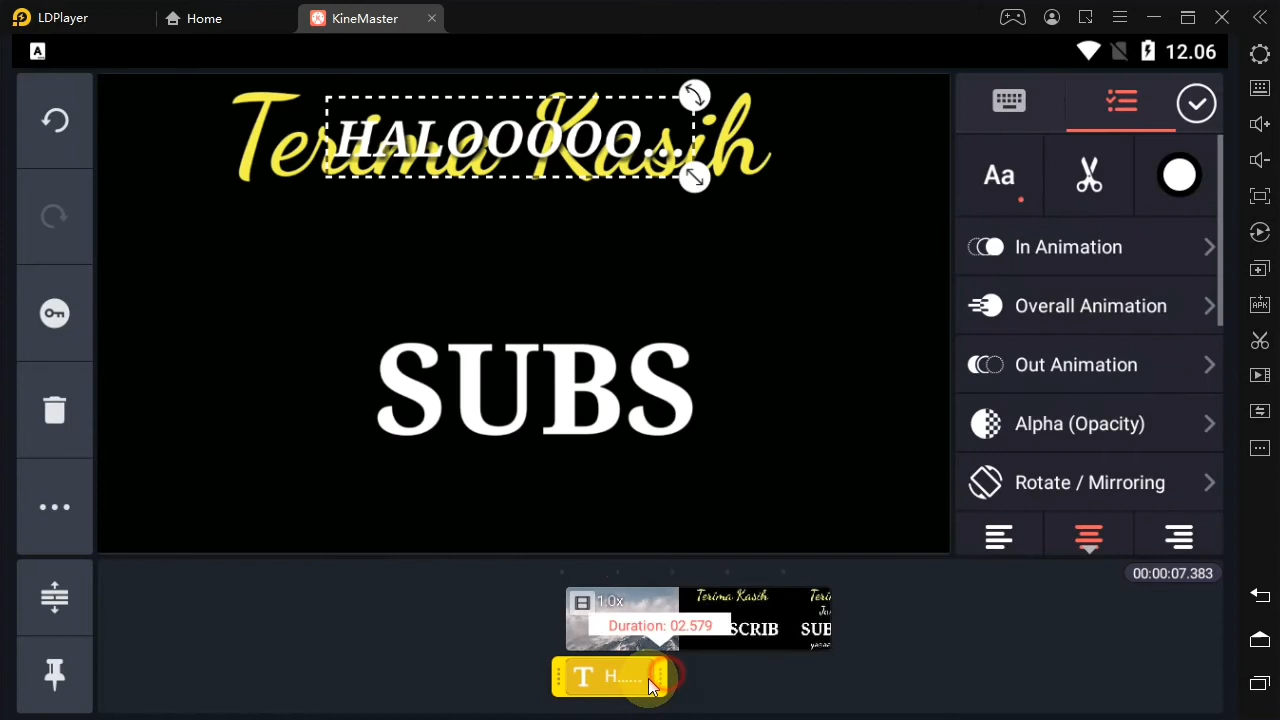 LDPlayer
Home
KineMaster
A
12.06
Terima Kasih
HALOOOOO...
SUBS
Aa
In Animation
Overall Animation
Out Animation
Alpha (Opacity)
Rotate / Mirroring
00:00:07.383
1.0x
Terima Kasih
Duration: 02.579
SCRIB
SUB
T H......
APK